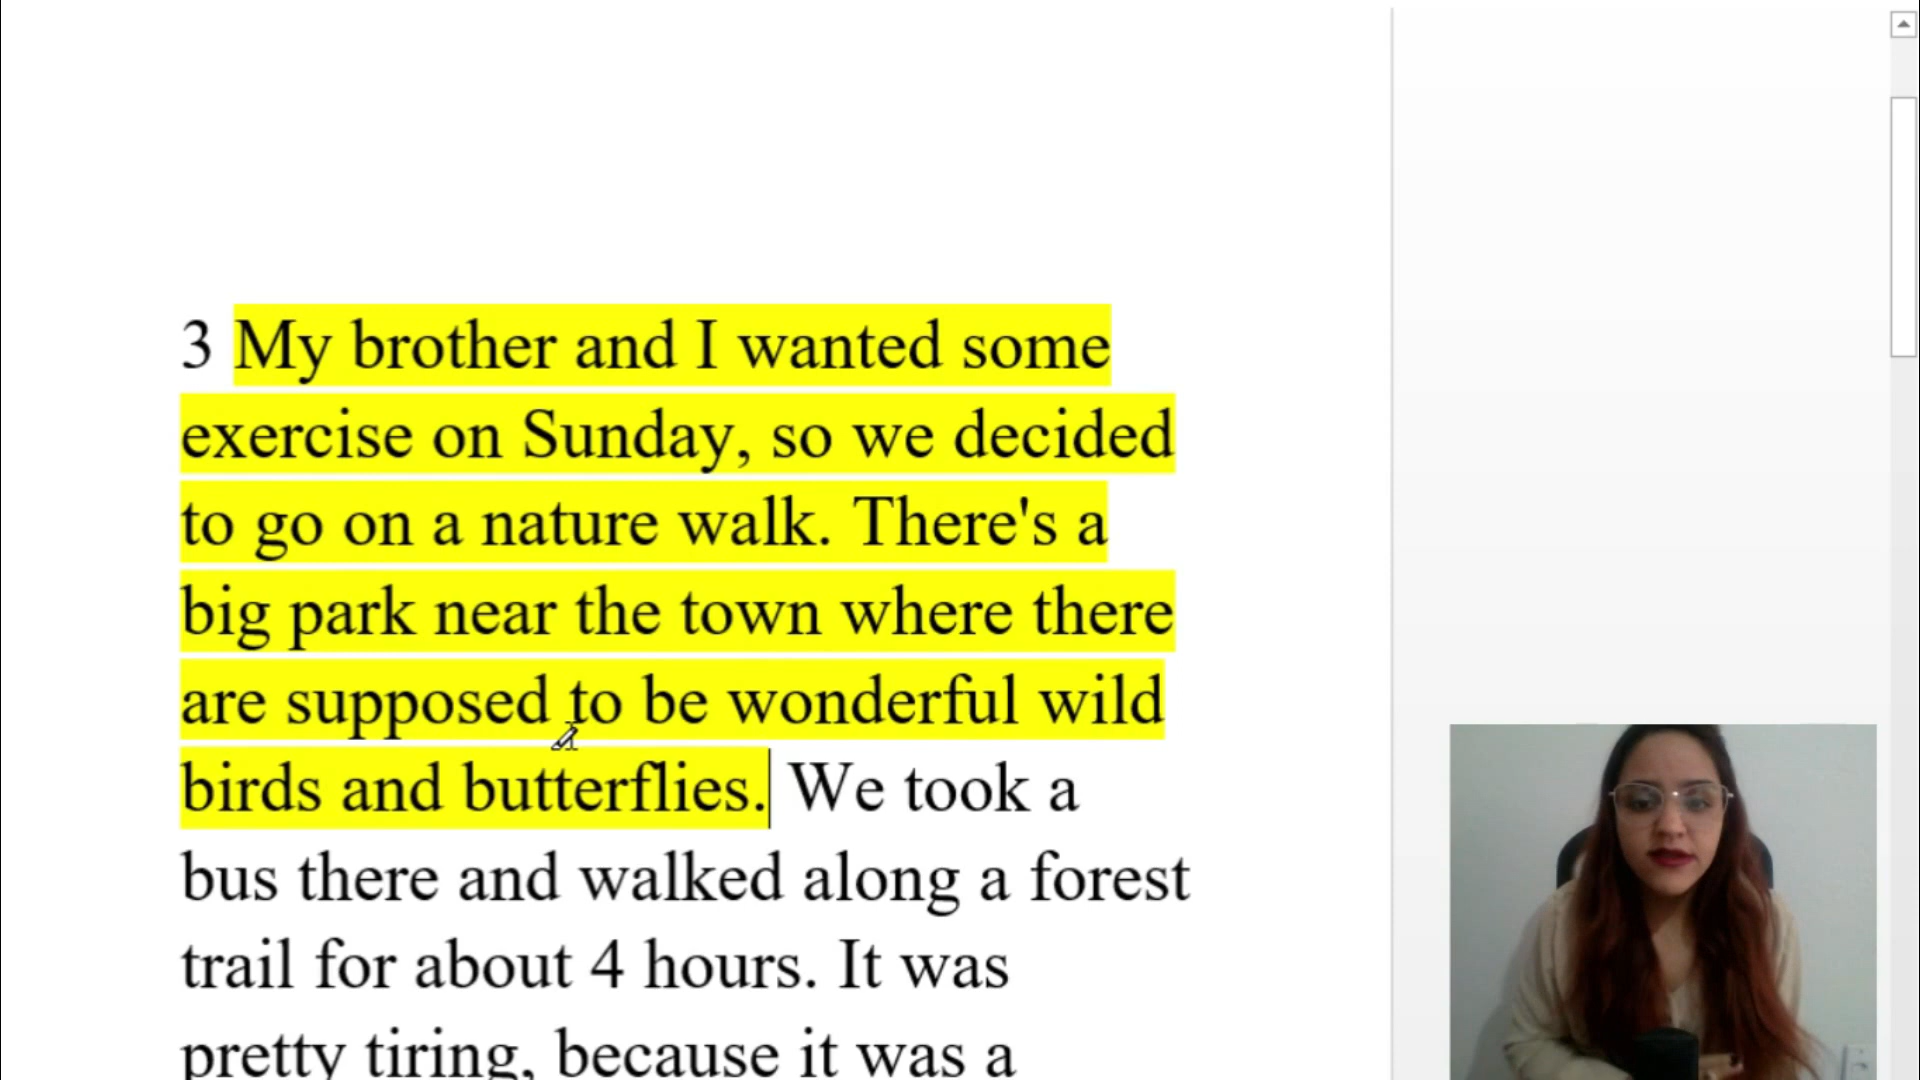 3 My brother and I wanted some
exercise on Sunday, so we decided
to go on a nature walk. There's a
big park near the town where there
are supposed to be wonderful wild
birds and butterflies. We took a
bus there and walked along a forest
trail for about 4 hours. It was
pretty tiring, because it was a